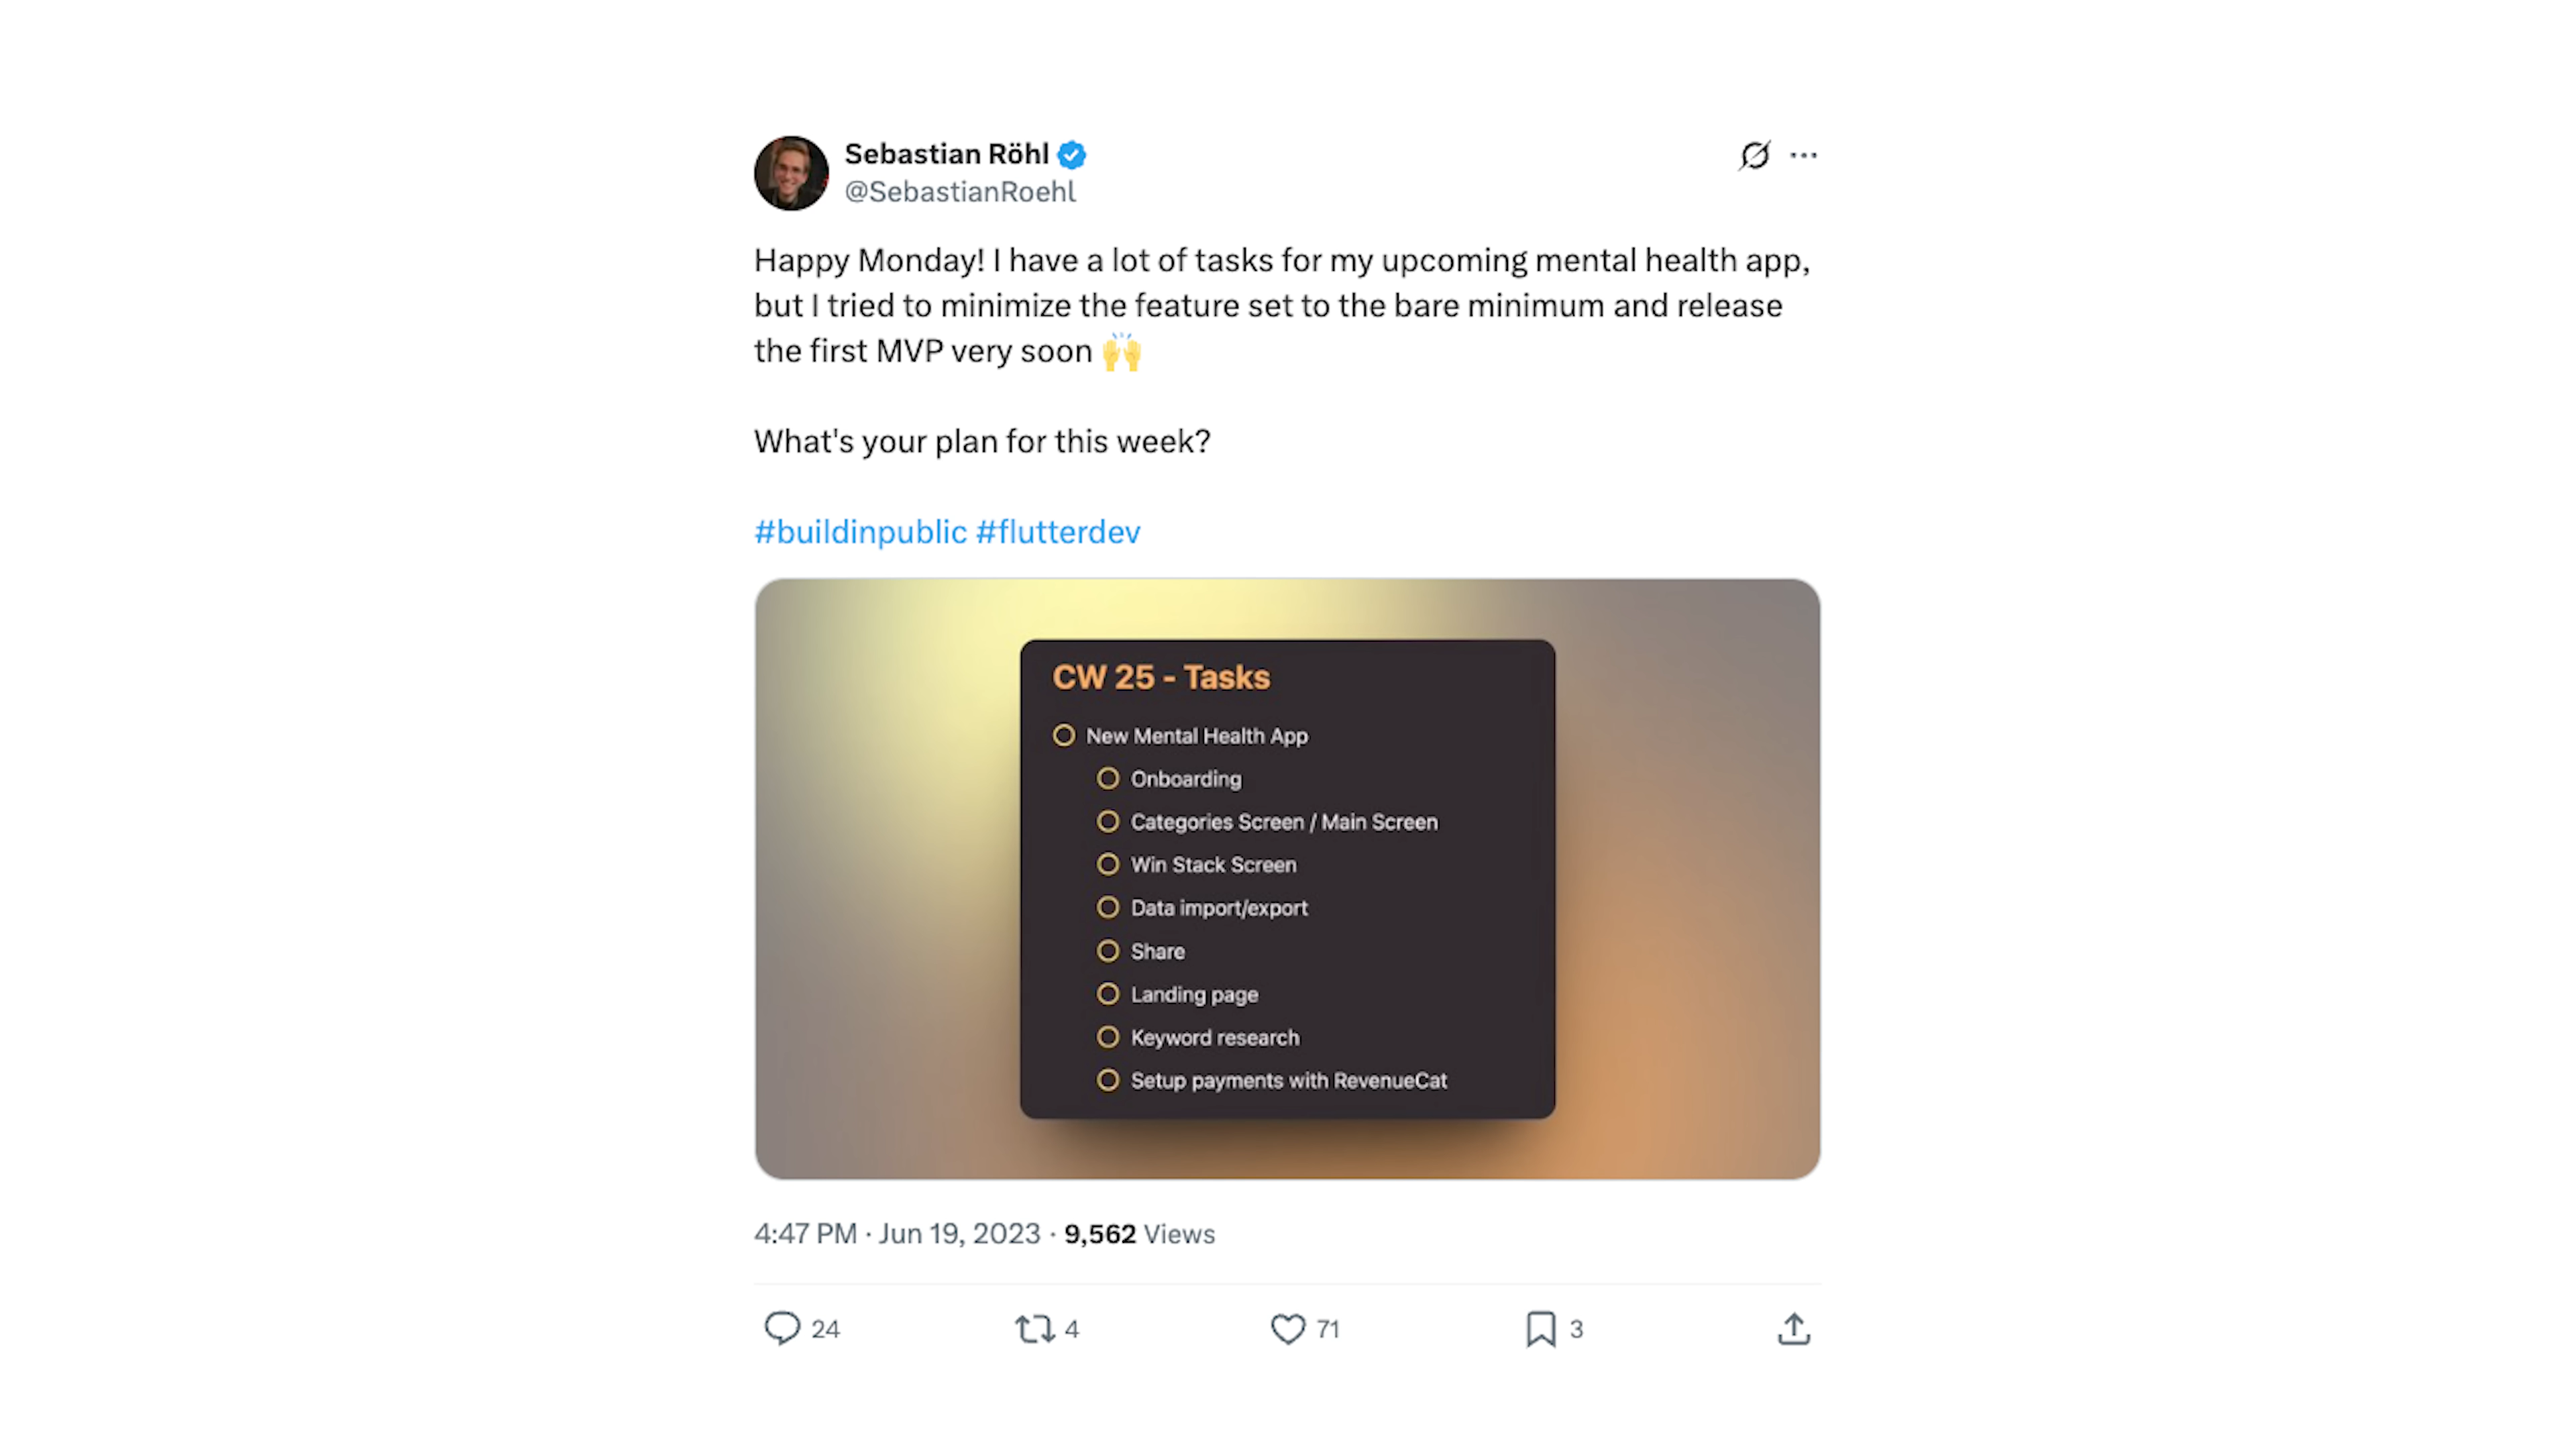 Sebastian Röhl
@SebastianRoehl
Happy Monday! I have a lot of tasks for my upcoming mental health app,
but I tried to minimize the feature set to the bare minimum and release
the first MVP very soon 🙌
What's your plan for this week?
#buildinpublic #flutterdev
CW 25 - Tasks
New Mental Health App
Onboarding
Categories Screen / Main Screen
Win Stack Screen
Data import/export
Share
Landing page
Keyword research
Setup payments with RevenueCat
4:47 PM · Jun 19, 2023 · 9,562 Views
24 4 71 3